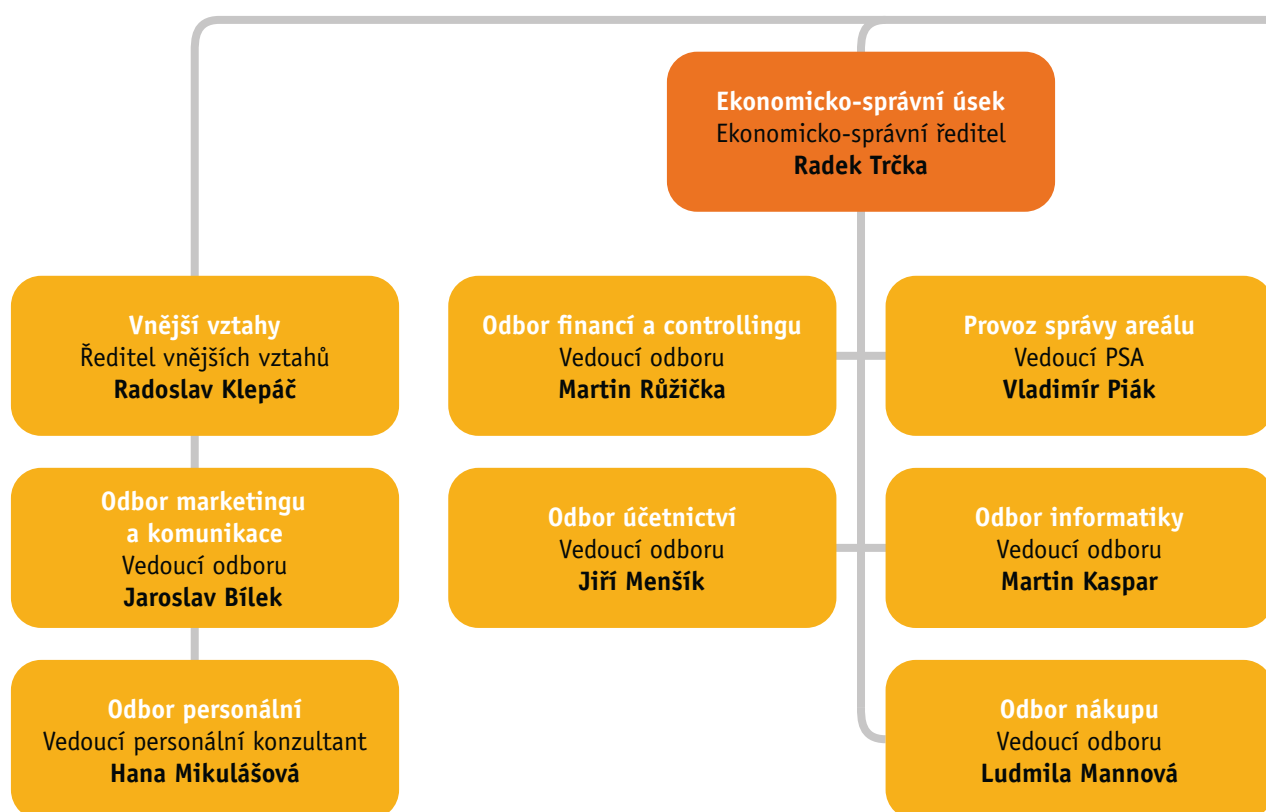 Ekonomicko-správní úsek
Ekonomicko-správní ředitel
Radek Trčka
Vnější vztahy
Ředitel vnějších vztahů
Radoslav Klepáč
Odbor financí a controllingu
Vedoucí odboru
Martin Růžička
Provoz správy areálu
Vedoucí PSA
Vladimír Piák
Odbor marketingu
a komunikace
Vedoucí odboru
Jaroslav Bílek
Odbor účetnictví
Vedoucí odboru
Jiří Menšík
Odbor informatiky
Vedoucí odboru
Martin Kaspar
Odbor personální
Vedoucí personální konzultant
Hana Mikulášová
Odbor nákupu
Vedoucí odboru
Ludmila Mannová